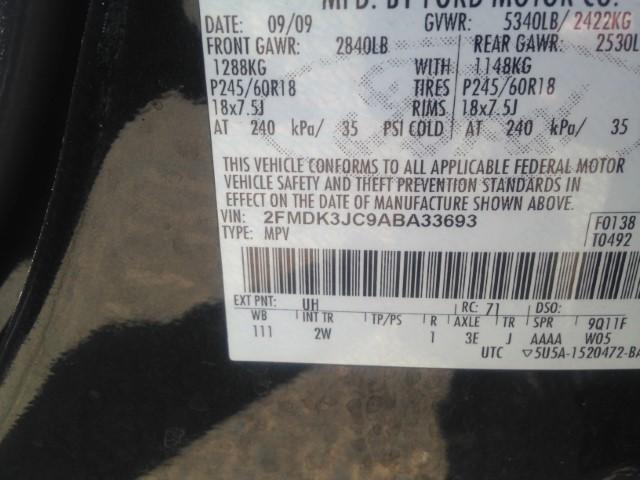 MFD. BY FORD MOTOR CO.
DATE: 09/09 GVWR: 5340LB/ 2422KG
FRONT GAWR: 2840LB REAR GAWR: 2530L
1288KG WITH 1148KG
P245/60R18 TIRES P245/60R18
18x7.5J RIMS 18x7.5J
AT 240 kPa/ 35 PSI COLD AT 240 kPa/ 35
THIS VEHICLE CONFORMS TO ALL APPLICABLE FEDERAL MOTOR
VEHICLE SAFETY AND THEFT PREVENTION STANDARDS IN
EFFECT ON THE DATE OF MANUFACTURE SHOWN ABOVE.
VIN: 2FMDK3JC9ABA33693 F0138
TYPE: MPV T0492
EXT PNT: UH RC: 71 DSO:
WB INT TR TP/PS R AXLE TR SPR 9Q11F
111 2W 1 3E J AAAA W05
UTC ▽5U5A-1520472-BA